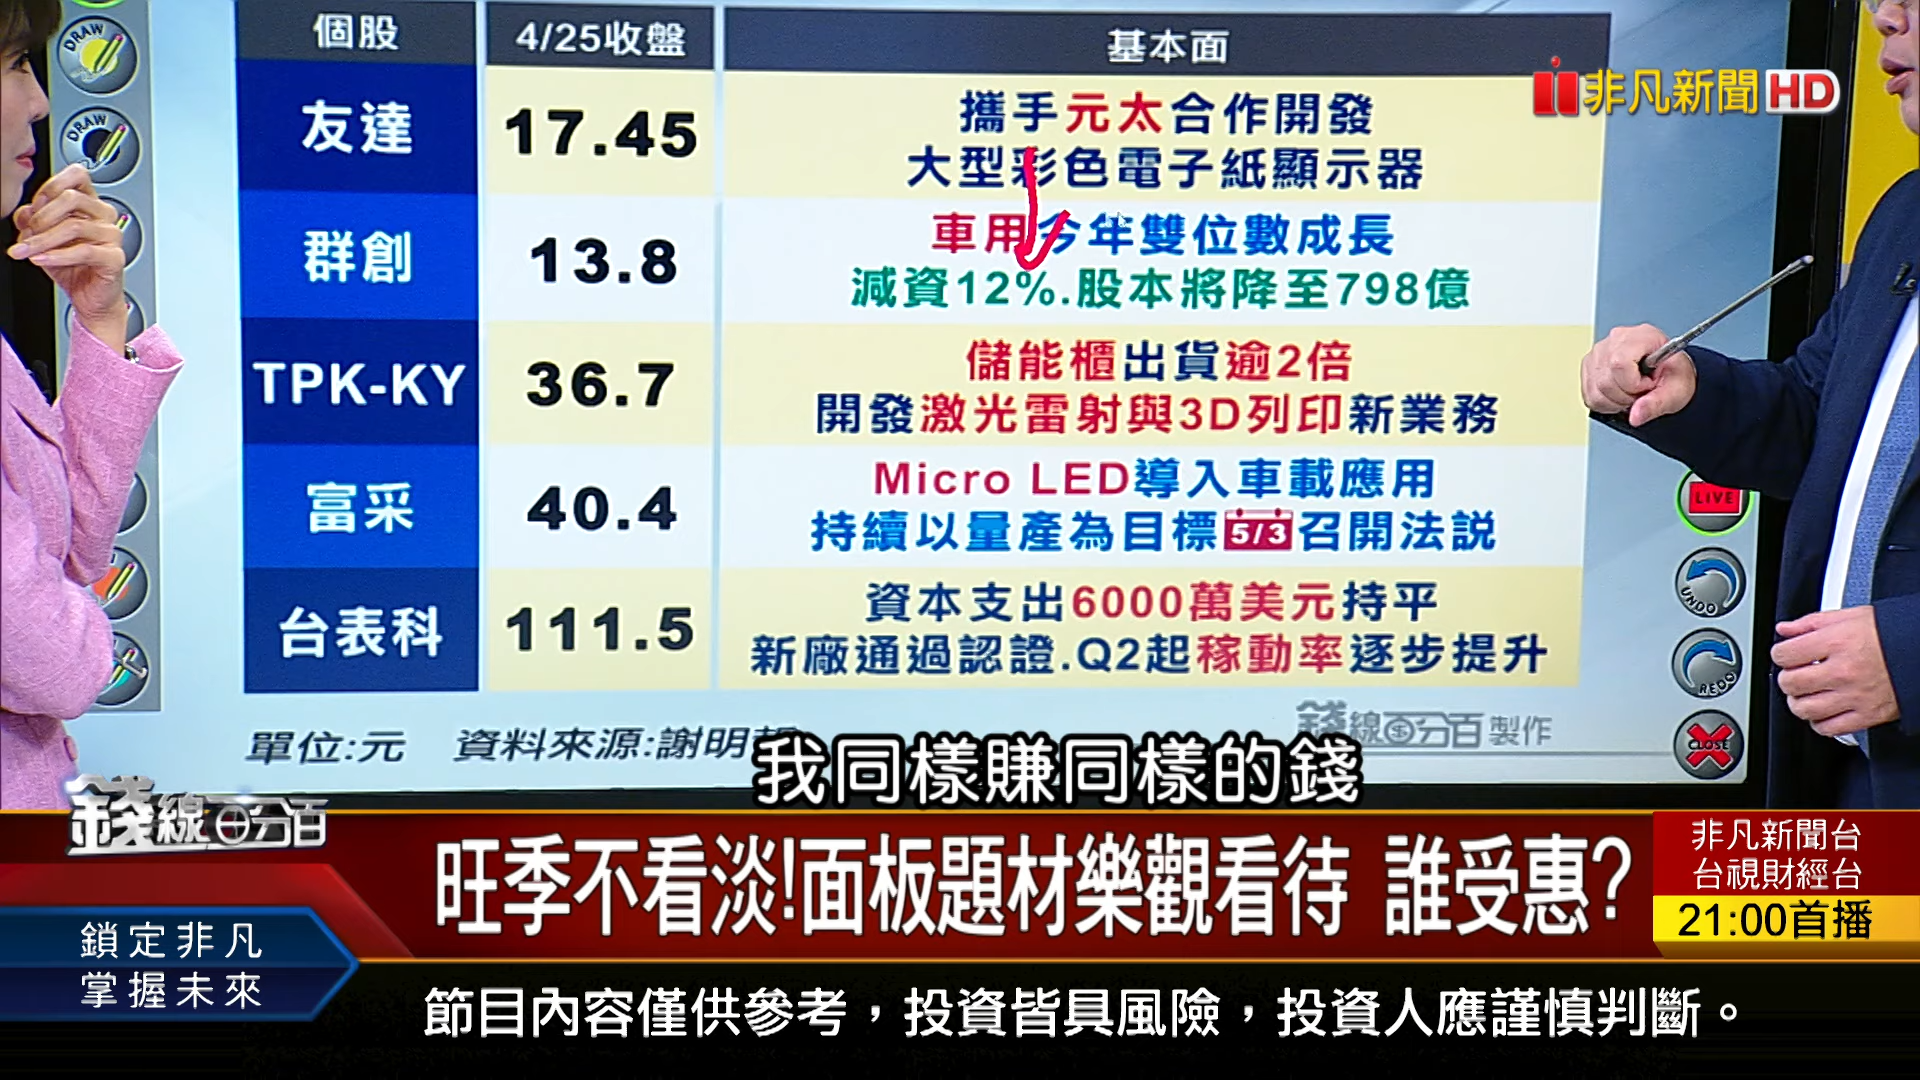 個股 4/25收盤 基本面
非凡新聞HD
友達 17.45 攜手元太合作開發
大型彩色電子紙顯示器
群創 13.8 車用今年雙位數成長
減資12%.股本將降至798億
TPK-KY 36.7 儲能櫃出貨逾2倍
開發激光雷射與3D列印新業務
富采 40.4 Micro LED導入車載應用
持續以量產為目標5/3召開法說
台表科 111.5 資本支出6000萬美元持平
新廠通過認證.Q2起稼動率逐步提升
DRAW
DRAW
LIVE
UNDO
REDO
CLOSE
單位:元 資料來源:謝明
錢線百分百製作
我同樣賺同樣的錢
錢線百分百
旺季不看淡!面板題材樂觀看待 誰受惠?
非凡新聞台
台視財經台
21:00首播
鎖定非凡
掌握未來
節目內容僅供參考，投資皆具風險，投資人應謹慎判斷。